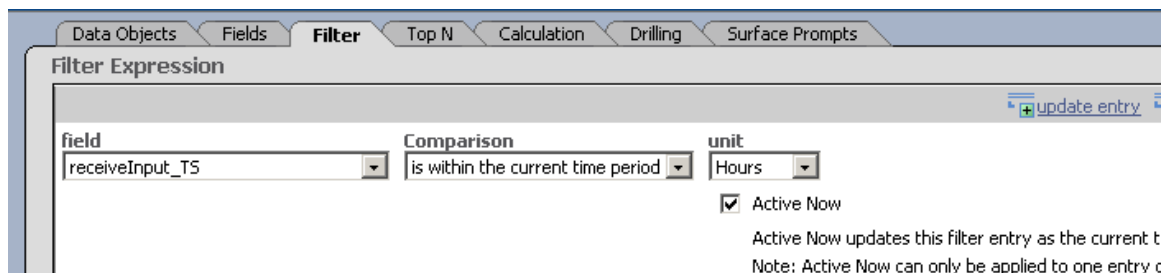 Data Objects Fields Filter Top N Calculation Drilling Surface Prompts
Filter Expression
update entry
field Comparison unit
receiveInput_TS is within the current time period Hours
Active Now
Active Now updates this filter entry as the current
Note: Active Now can only be applied to one entry